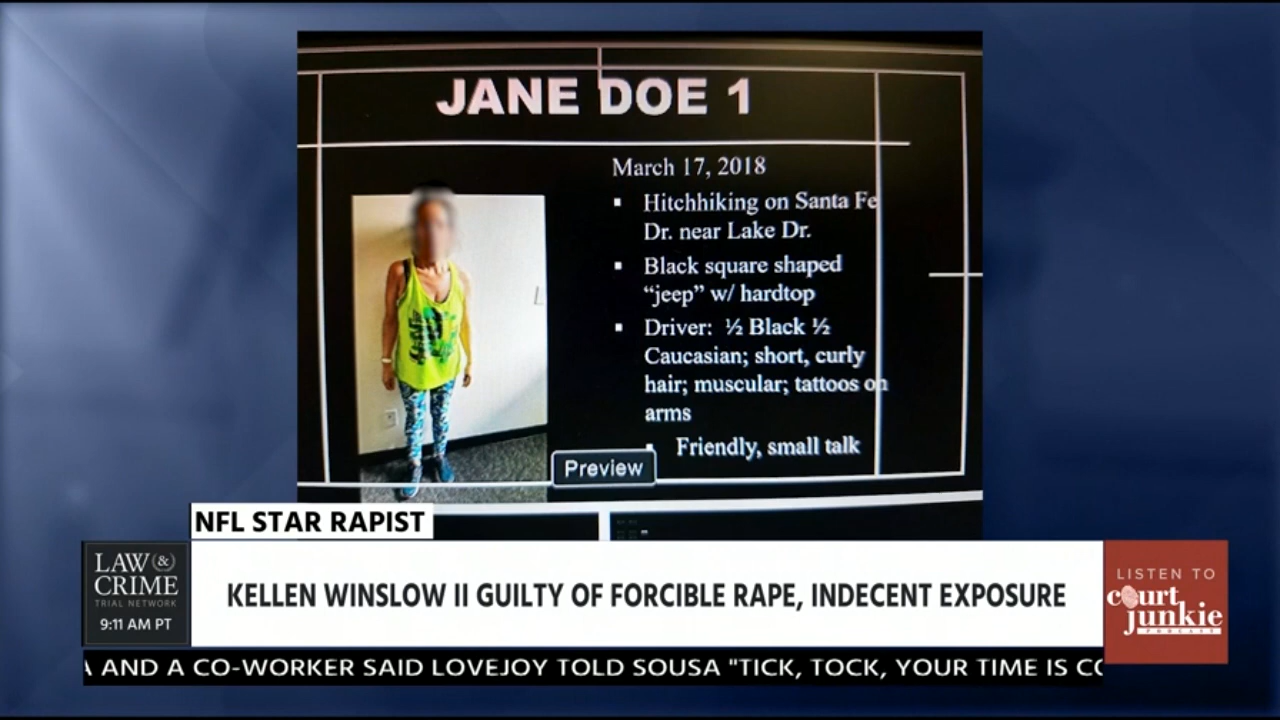 JANE DOE 1
March 17, 2018
▪ Hitchhiking on Santa Fe
Dr. near Lake Dr.
▪ Black square shaped
“jeep” w/ hardtop
▪ Driver: ½ Black ½
Caucasian; short, curly
hair; muscular; tattoos on
arms
▪ Friendly, small talk
Preview
NFL STAR RAPIST
LAW &
CRIME
TRIAL NETWORK
9:11 AM PT
KELLEN WINSLOW II GUILTY OF FORCIBLE RAPE, INDECENT EXPOSURE
LISTEN TO
court
junkie
PODCAST
AND A CO-WORKER SAID LOVEJOY TOLD SOUSA "TICK, TOCK, YOUR TIME IS